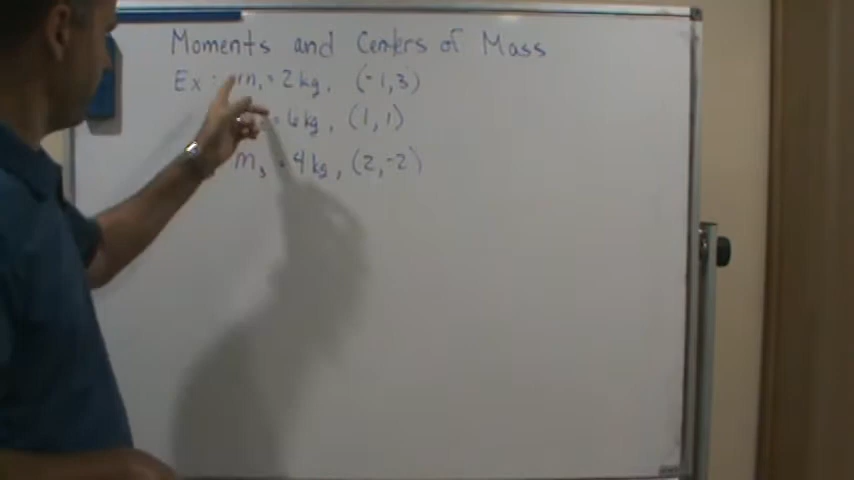 Moments and Centers of Mass
Ex: m₁ = 2 kg, (-1,3)
= 6 kg, (1,1)
m₃ = 4 kg, (2,-2)